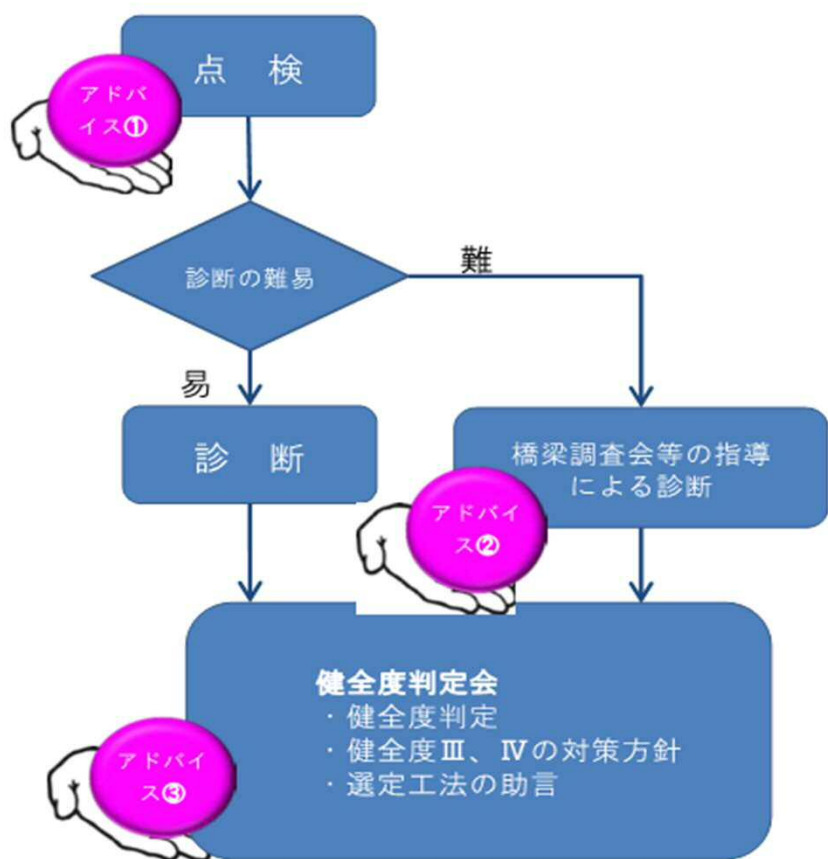 点　検
アドバ
イス①
診断の難易
難
易
診　断
橋梁調査会等の指導
による診断
アドバイ
ス②
健全度判定会
・健全度判定
・健全度Ⅲ、Ⅳの対策方針
・選定工法の助言
アドバイ
ス③